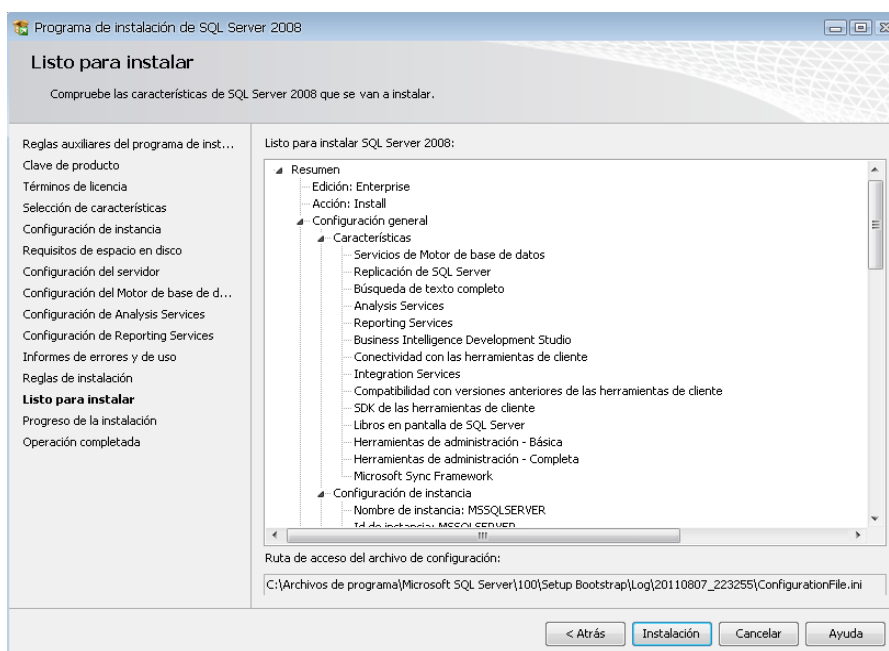 Programa de instalación de SQL Server 2008
Listo para instalar
Compruebe las características de SQL Server 2008 que se van a instalar.
Reglas auxiliares del programa de inst...
Clave de producto
Términos de licencia
Selección de características
Configuración de instancia
Requisitos de espacio en disco
Configuración del servidor
Configuración del Motor de base de d...
Configuración de Analysis Services
Configuración de Reporting Services
Informes de errores y de uso
Reglas de instalación
Listo para instalar
Progreso de la instalación
Operación completada
Listo para instalar SQL Server 2008:
Resumen
Edición: Enterprise
Acción: Install
Configuración general
Características
Servicios de Motor de base de datos
Replicación de SQL Server
Búsqueda de texto completo
Analysis Services
Reporting Services
Business Intelligence Development Studio
Conectividad con las herramientas de cliente
Integration Services
Compatibilidad con versiones anteriores de las herramientas de cliente
SDK de las herramientas de cliente
Libros en pantalla de SQL Server
Herramientas de administración - Básica
Herramientas de administración - Completa
Microsoft Sync Framework
Configuración de instancia
Nombre de instancia: MSSQLSERVER
Id de instancia: MSSQLSERVER
Ruta de acceso del archivo de configuración:
C:\Archivos de programa\Microsoft SQL Server\100\Setup Bootstrap\Log\20110807_223255\ConfigurationFile.ini
< Atrás
Instalación
Cancelar
Ayuda